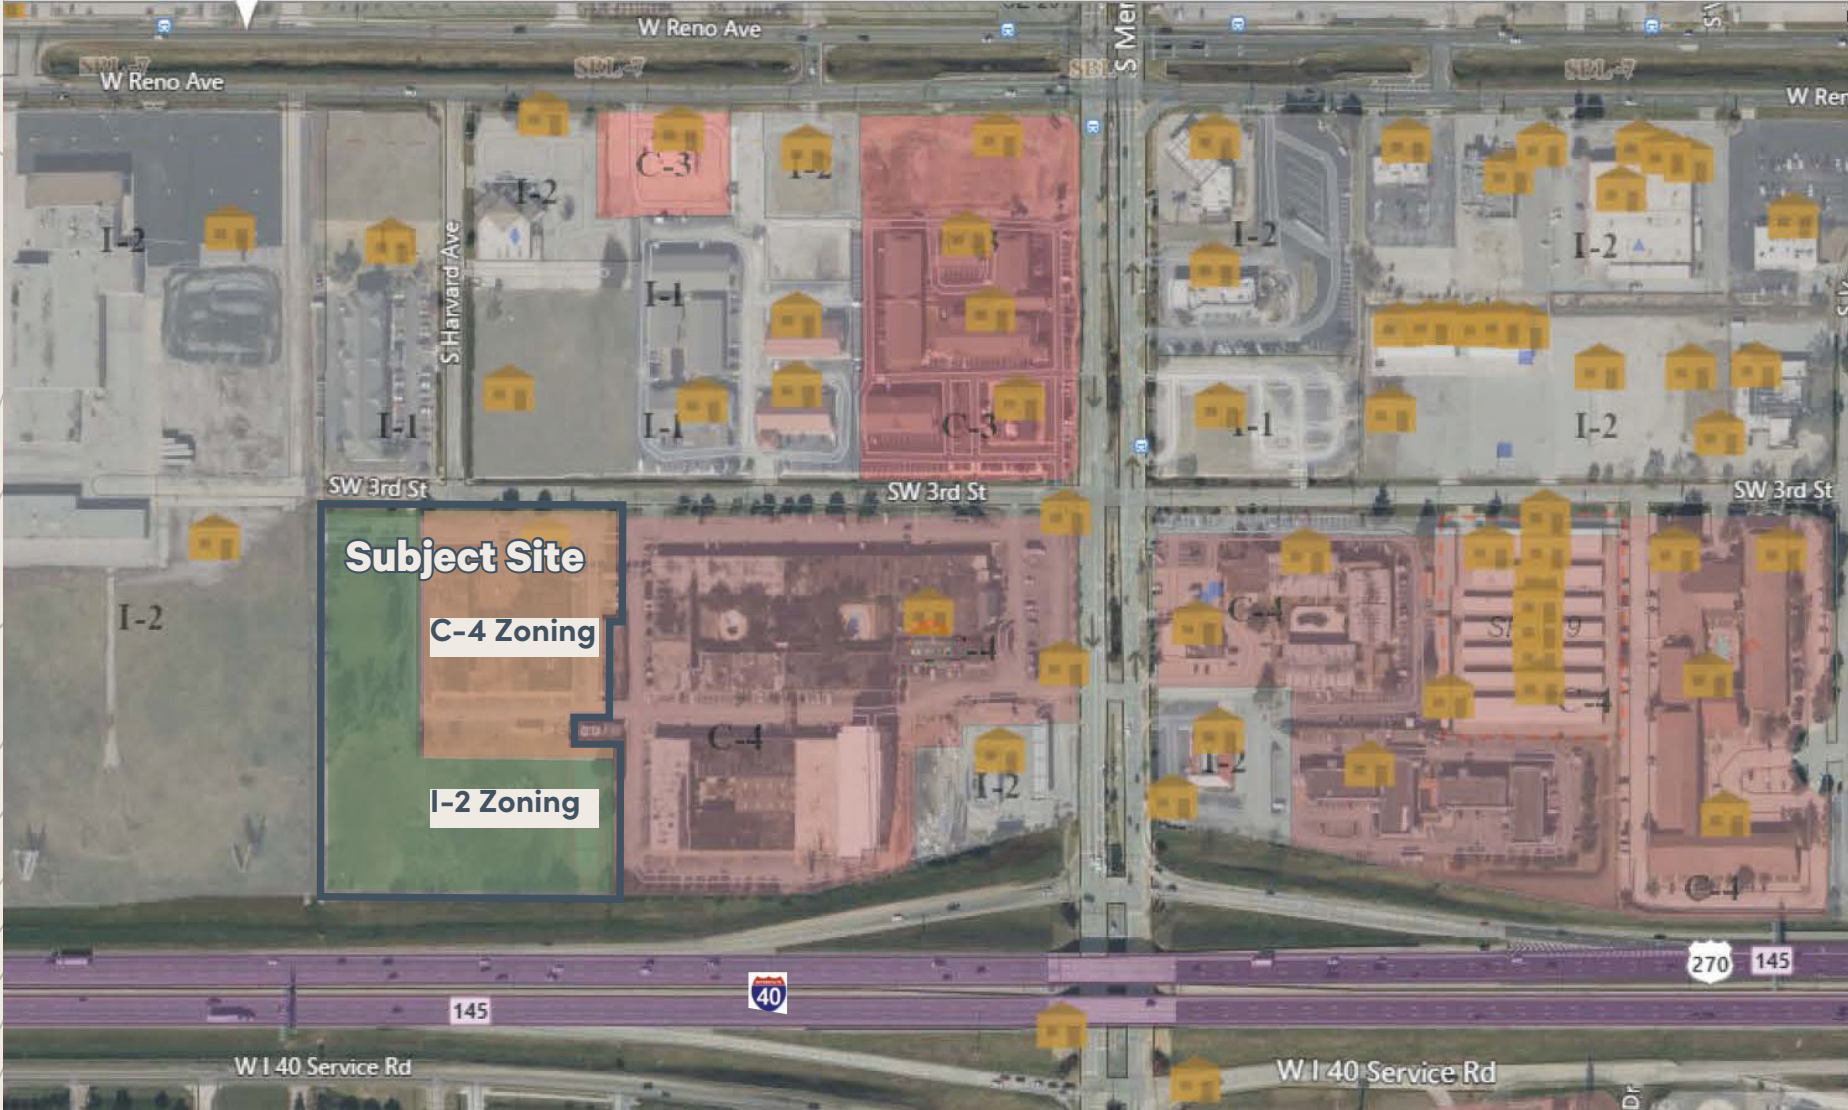 W Reno Ave
S Mer
W Reno Ave
SBL-7
SBL-7
SBL
SBL-7
W Ren
C-3
I-2
I-2
I-2
I-2
I-2
I-1
S Harvard Ave
I-1
I-1
C-3
I-1
I-2
SW 3rd St
SW 3rd St
SW 3rd St
Subject Site
C-4 Zoning
I-2
C-4
C-4
C-4
I-2
I-2
I-2 Zoning
C-4
270
145
40
145
W I 40 Service Rd
W I 40 Service Rd
Dr